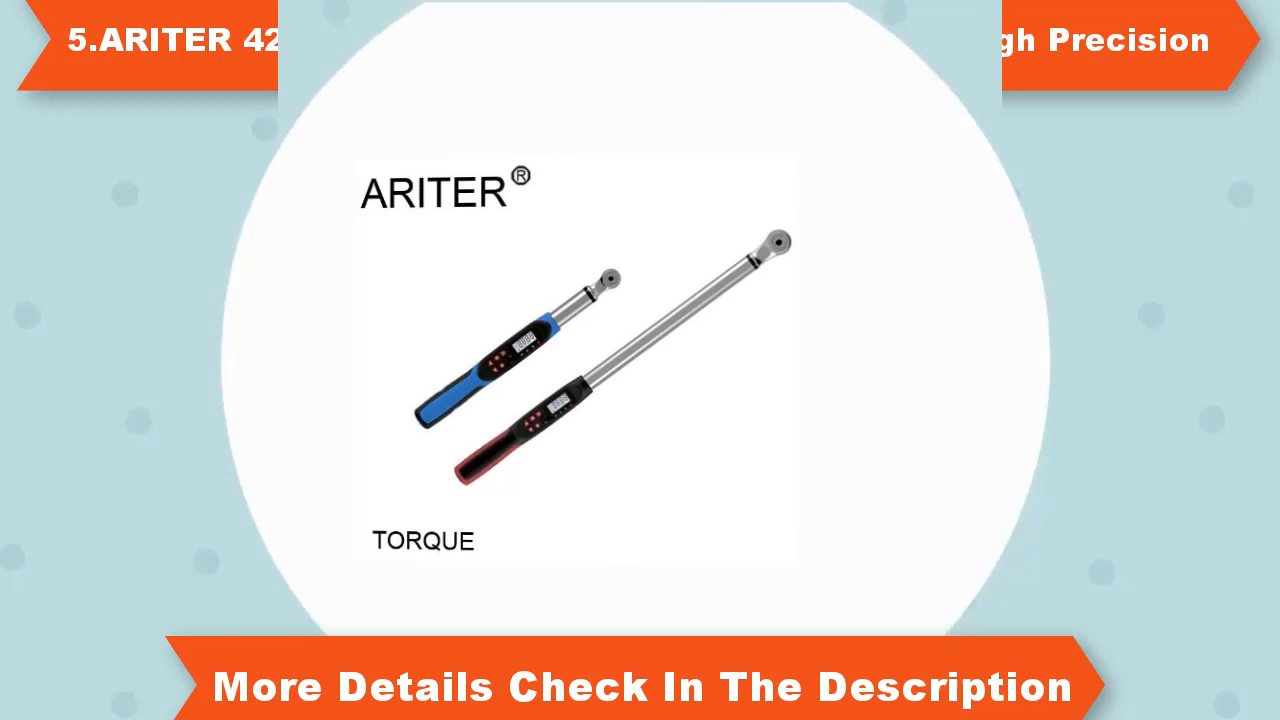 5.ARITER 42
gh Precision
ARITER®
TORQUE
More Details Check In The Description